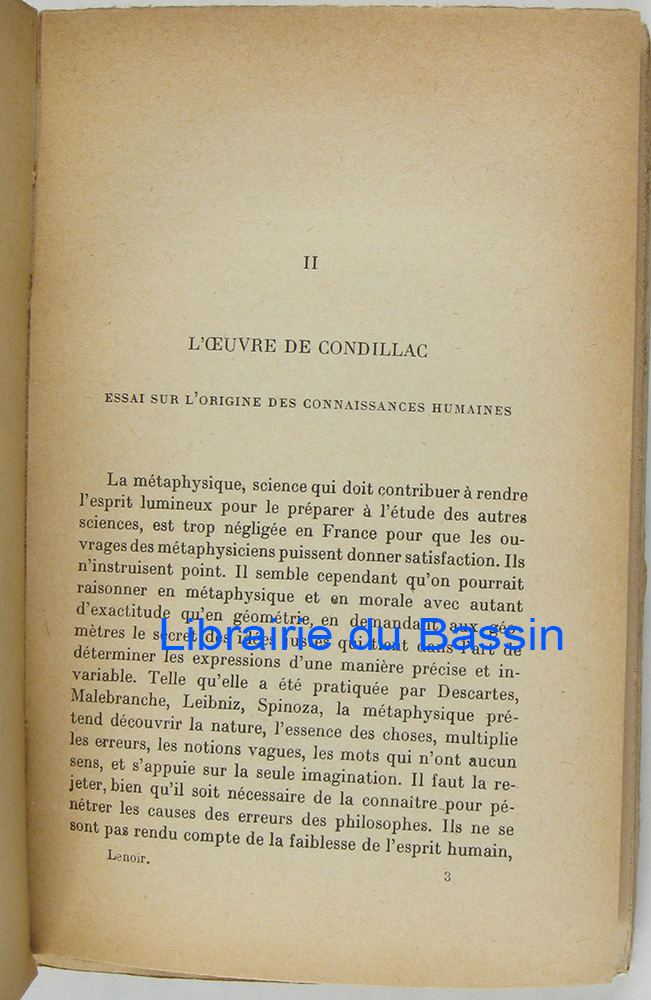 II
L'ŒUVRE DE CONDILLAC
ESSAI SUR L'ORIGINE DES CONNAISSANCES HUMAINES
La métaphysique, science qui doit contribuer à rendre
l'esprit lumineux pour le préparer à l'étude des autres
sciences, est trop négligée en France pour que les ou-
vrages des métaphysiciens puissent donner satisfaction. Ils
n'instruisent point. Il semble cependant qu'on pourrait
raisonner en métaphysique et en morale avec autant
d'exactitude qu'en géométrie, en demandant aux géo-
mètres le secret des idées justes qui tient dans l'art de
Librairie du Bassin
déterminer les expressions d'une manière précise et in-
variable. Telle qu'elle a été pratiquée par Descartes,
Malebranche, Leibniz, Spinoza, la métaphysique pré-
tend découvrir la nature, l'essence des choses, multiplie
les erreurs, les notions vagues, les mots qui n'ont aucun
sens, et s'appuie sur la seule imagination. Il faut la re-
jeter, bien qu'il soit nécessaire de la connaître pour pé-
nétrer les causes des erreurs des philosophes. Ils ne se
sont pas rendu compte de la faiblesse de l'esprit humain,
Lenoir.
3